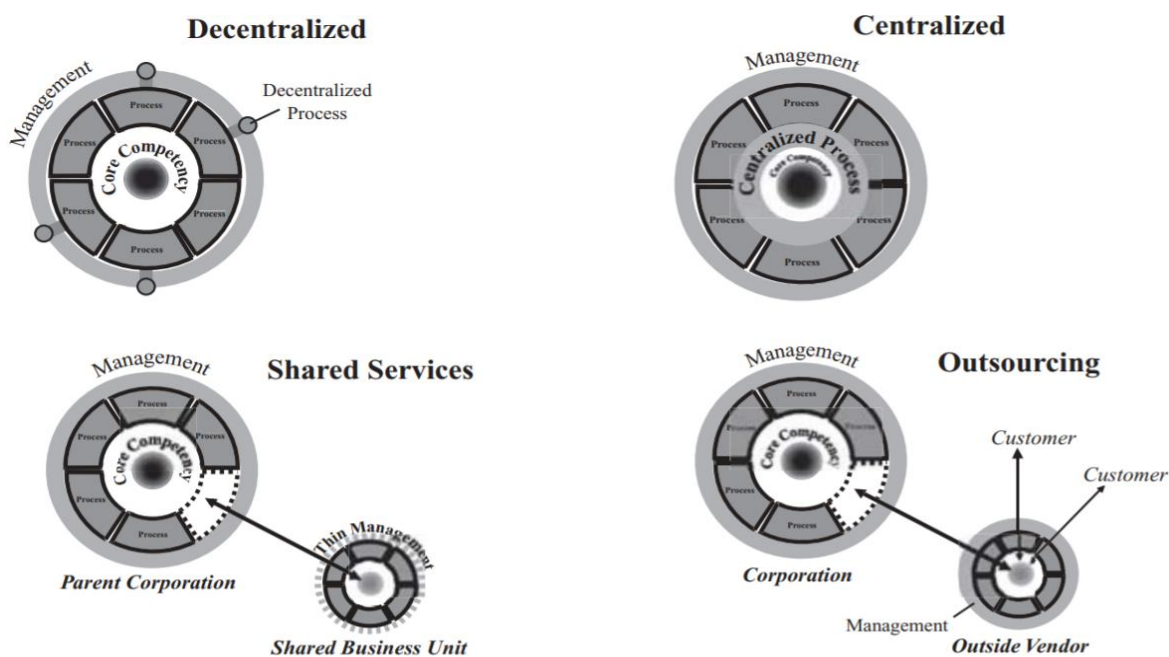 Decentralized
Management
Decentralized
Process
Process
Process
Process
Process
Process
Process
Core Competency
Centralized
Management
Process
Process
Process
Process
Process
Process
Centralized Process
Core Competency
Shared Services
Management
Process
Process
Process
Process
Process
Core Competency
Parent Corporation
Thin Management
Shared Business Unit
Outsourcing
Management
Process
Process
Process
Process
Process
Core Competency
Corporation
Customer
Customer
Management
Outside Vendor